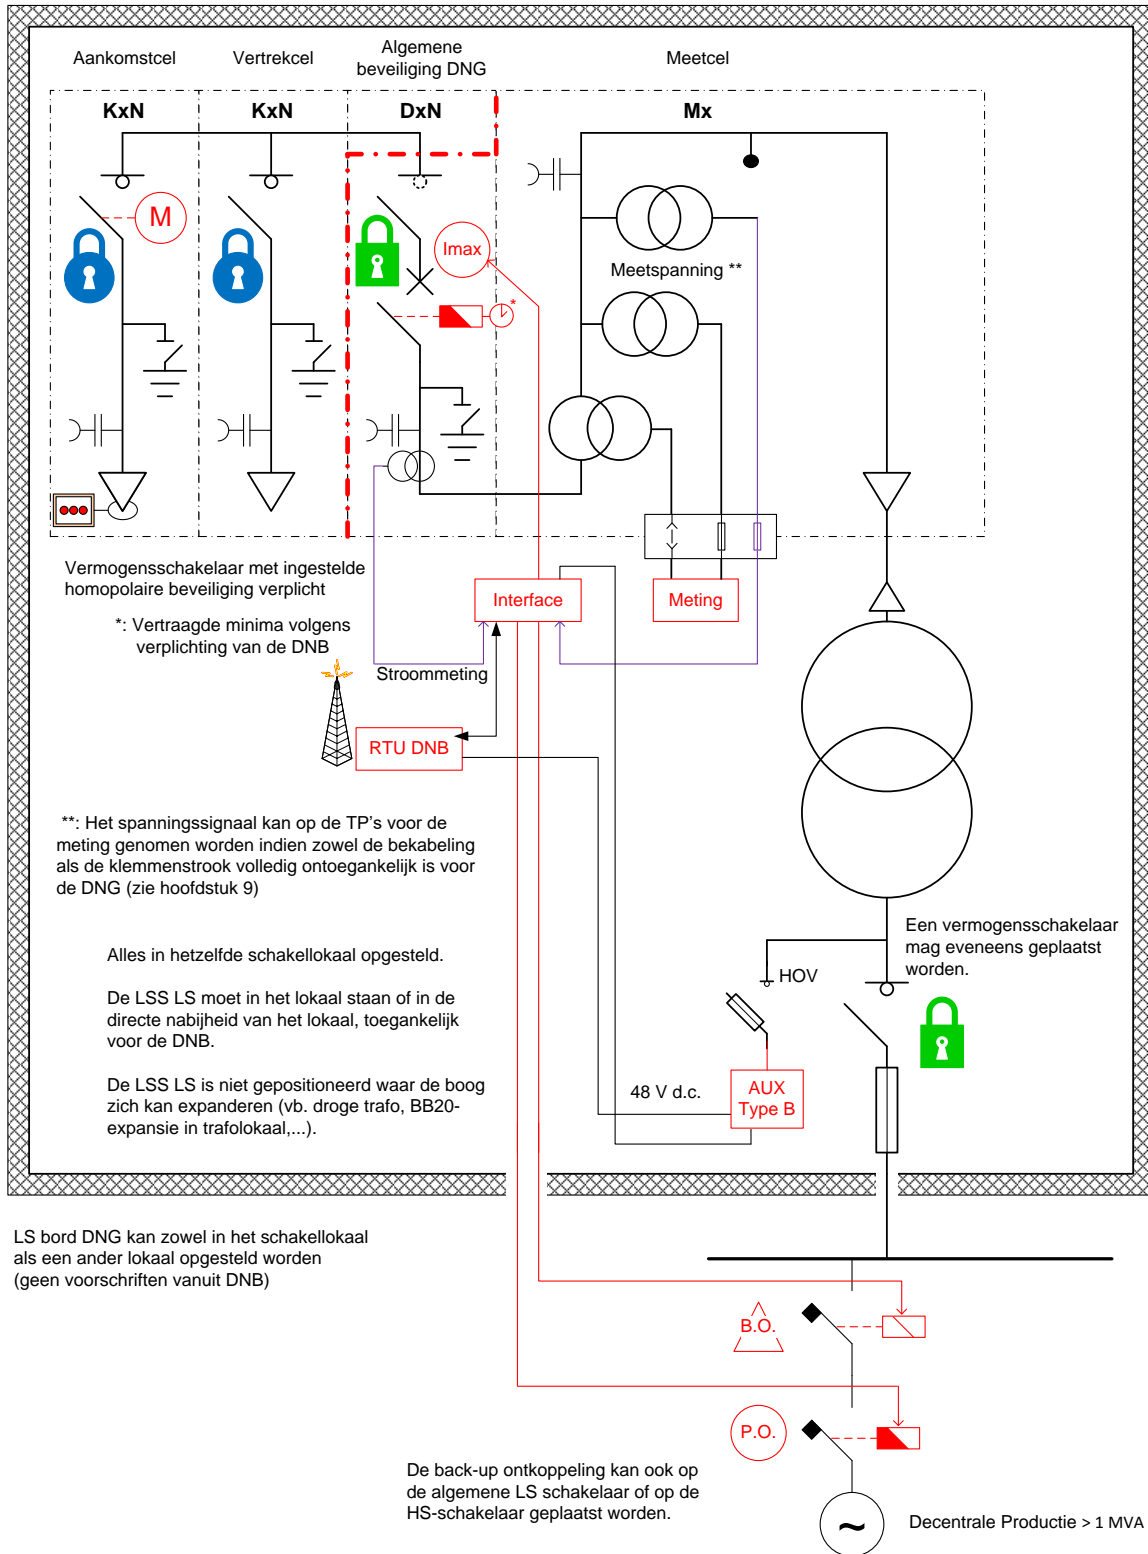 Aankomstcel
Vertrekcel
Algemene
beveiliging DNG
Meetcel
KxN
KxN
DxN
Mx
M
Imax
*
Meetspanning **
Vermogensschakelaar met ingestelde
homopolaire beveiliging verplicht
*: Vertraagde minima volgens
verplichting van de DNB
Interface
Meting
Stroommeting
RTU DNB
**: Het spanningssignaal kan op de TP's voor de
meting genomen worden indien zowel de bekabeling
als de klemmenstrook volledig ontoegankelijk is voor
de DNG (zie hoofdstuk 9)
Alles in hetzelfde schakellokaal opgesteld.
De LSS LS moet in het lokaal staan of in de
directe nabijheid van het lokaal, toegankelijk
voor de DNB.
De LSS LS is niet gepositioneerd waar de boog
zich kan expanderen (vb. droge trafo, BB20-
expansie in trafolokaal,...).
Een vermogensschakelaar
mag eveneens geplaatst
worden.
HOV
48 V d.c.
AUX
Type B
LS bord DNG kan zowel in het schakellokaal
als een ander lokaal opgesteld worden
(geen voorschriften vanuit DNB)
B.O.
P.O.
De back-up ontkoppeling kan ook op
de algemene LS schakelaar of op de
HS-schakelaar geplaatst worden.
~
Decentrale Productie > 1 MVA